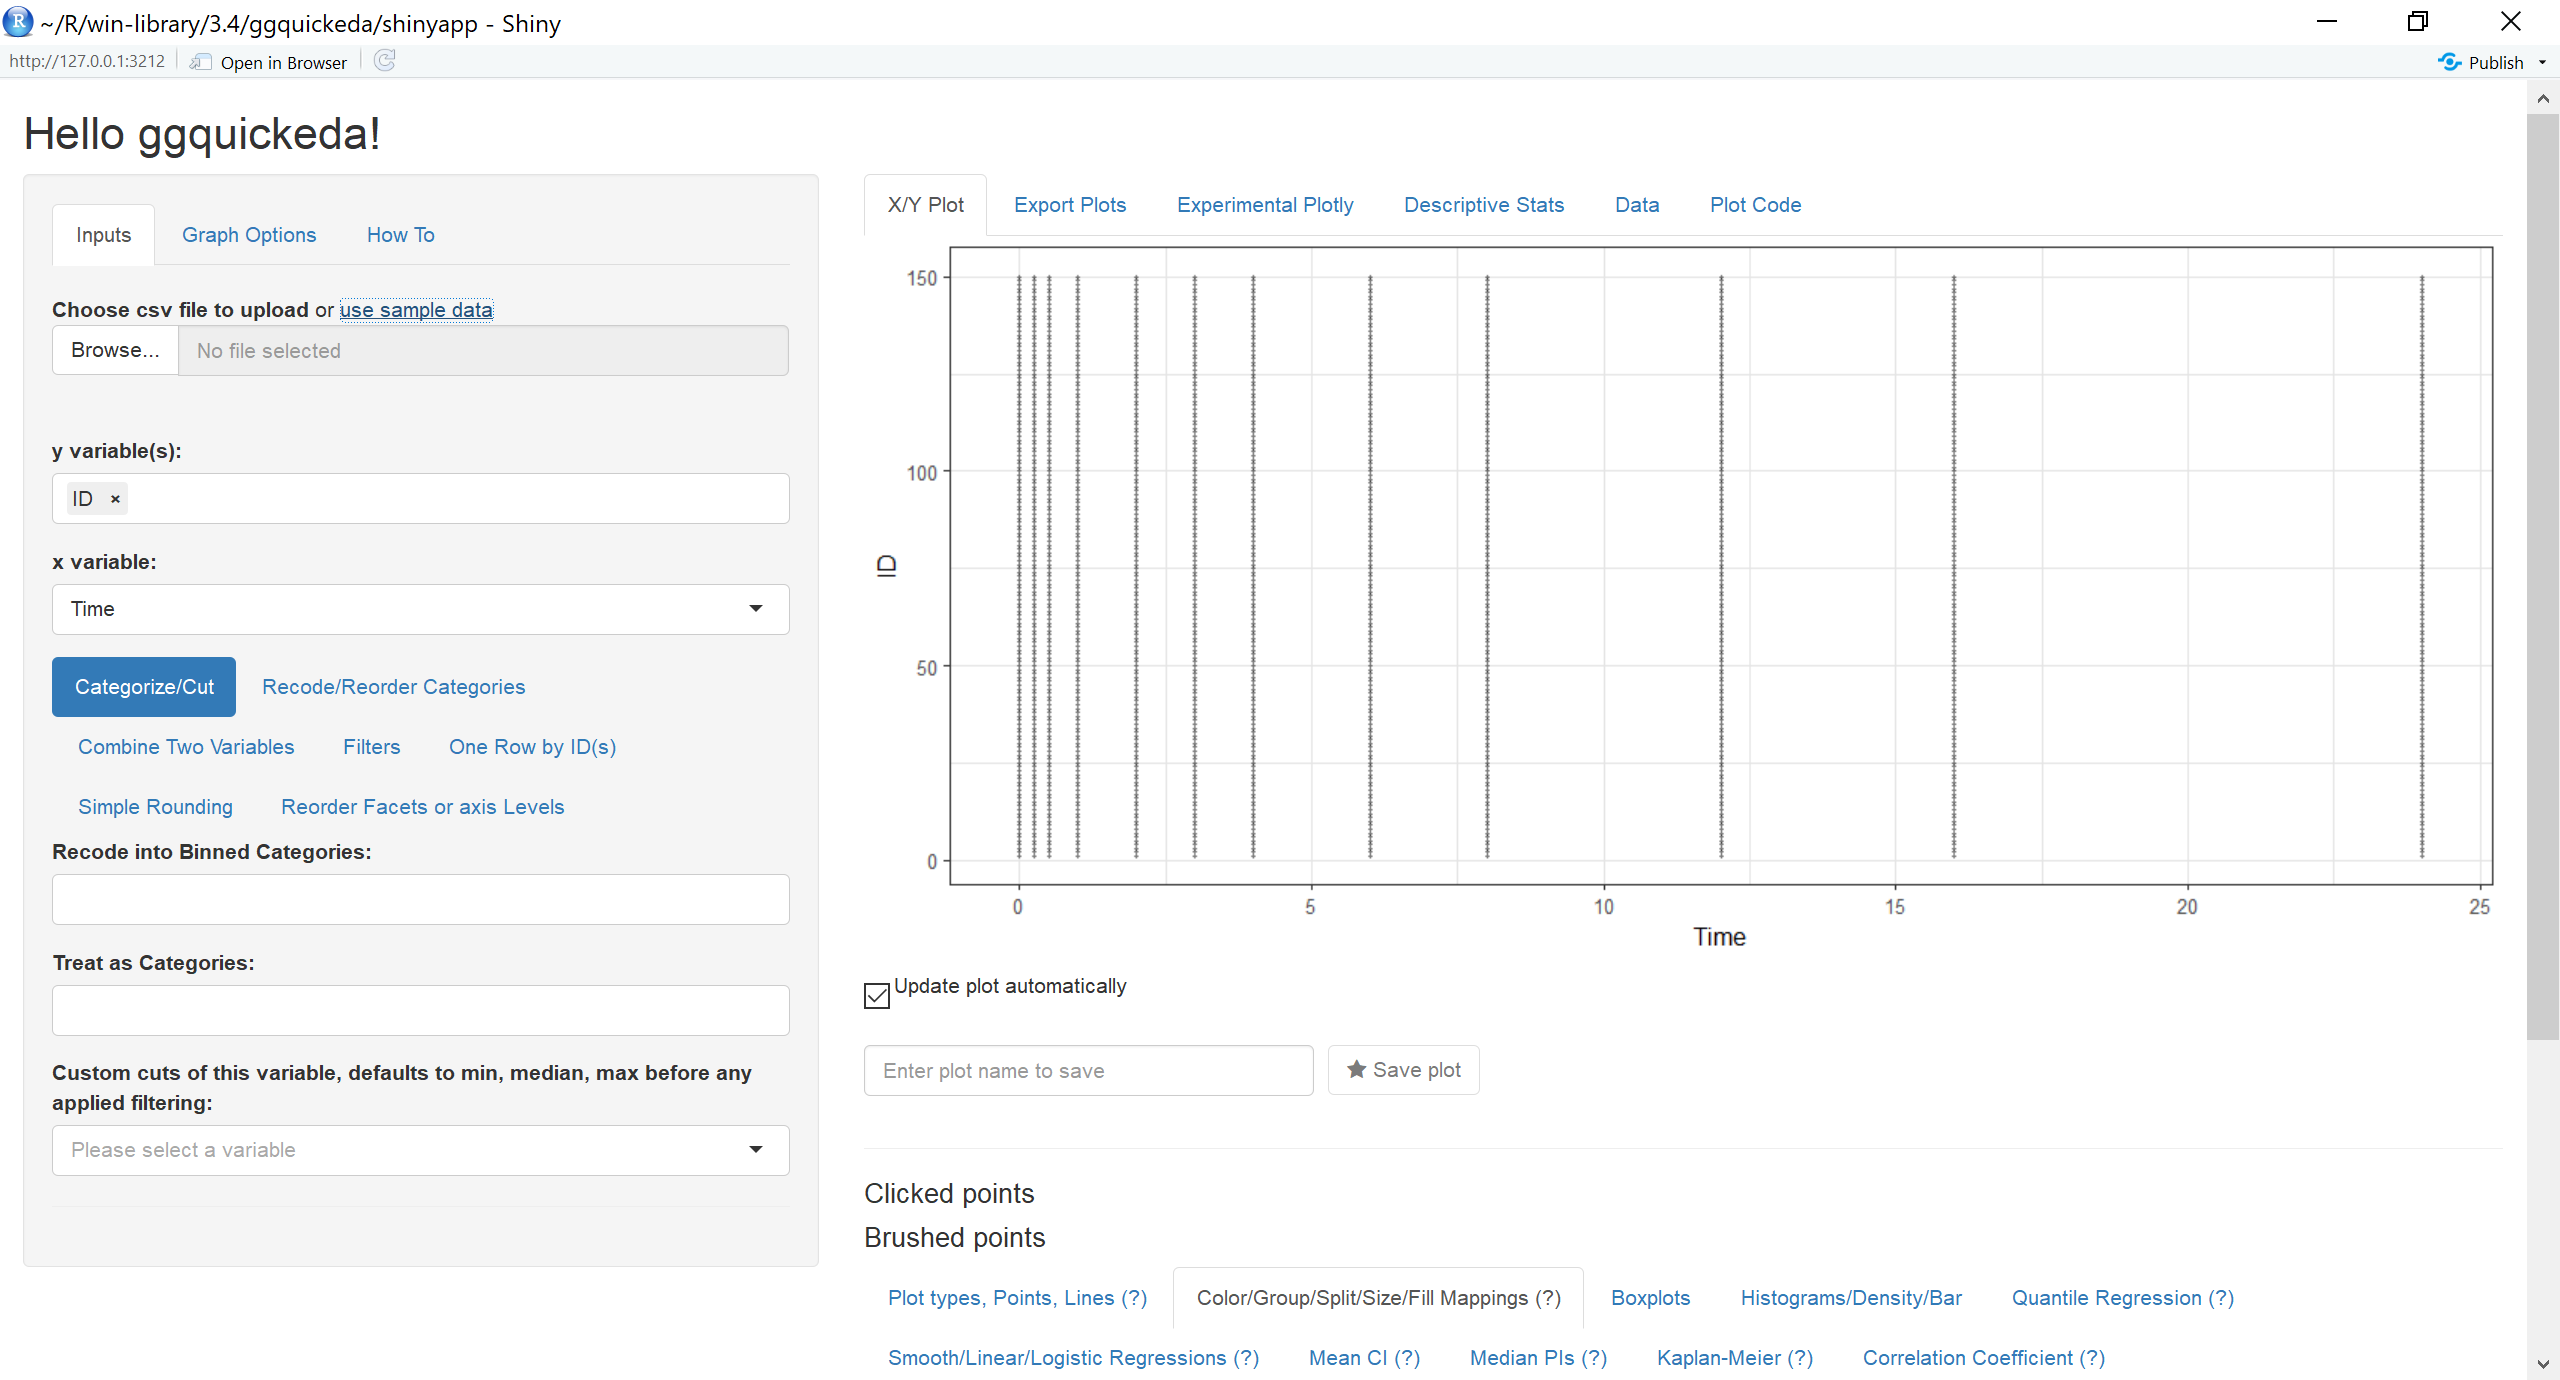 ~/R/win-library/3.4/ggquickeda/shinyapp - Shiny
http://127.0.0.1:3212 Open in Browser Publish
Hello ggquickeda!
Inputs Graph Options How To
Choose csv file to upload or use sample data
Browse... No file selected
y variable(s):
ID ×
x variable:
Time
Categorize/Cut Recode/Reorder Categories
Combine Two Variables Filters One Row by ID(s)
Simple Rounding Reorder Facets or axis Levels
Recode into Binned Categories:
Treat as Categories:
Custom cuts of this variable, defaults to min, median, max before any
applied filtering:
Please select a variable
X/Y Plot Export Plots Experimental Plotly Descriptive Stats Data Plot Code
150
100
50
0
ID
0 5 10 15 20 25
Time
Update plot automatically
Enter plot name to save Save plot
Clicked points
Brushed points
Plot types, Points, Lines (?) Color/Group/Split/Size/Fill Mappings (?) Boxplots Histograms/Density/Bar Quantile Regression (?)
Smooth/Linear/Logistic Regressions (?) Mean CI (?) Median PIs (?) Kaplan-Meier (?) Correlation Coefficient (?)